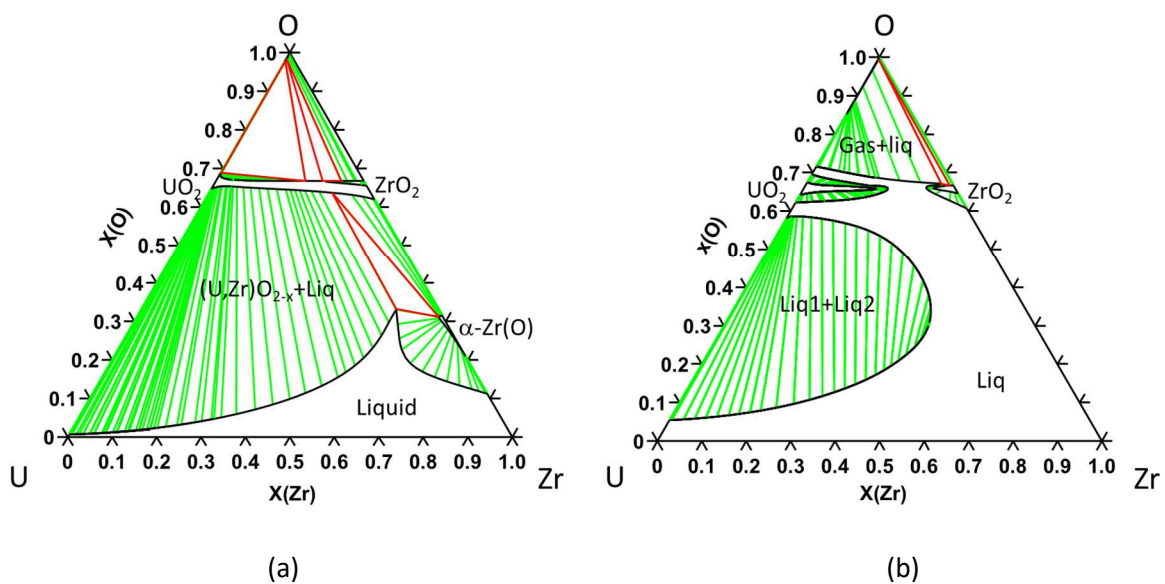 O
1.0
0.9
0.8
0.7
UO2
ZrO2
0.6
X(O)
0.5
0.4
(U,Zr)O2-x+Liq
0.3
α-Zr(O)
0.2
0.1
Liquid
0
U
0 0.1 0.2 0.3 0.4 0.5 0.6 0.7 0.8 0.9 1.0
Zr
X(Zr)
(a)
O
1.0
0.9
0.8
Gas+liq
0.7
UO2
ZrO2
0.6
x(O)
0.5
0.4
Liq1+Liq2
0.3
0.2
Liq
0.1
0
U
0 0.1 0.2 0.3 0.4 0.5 0.6 0.7 0.8 0.9 1.0
Zr
X(Zr)
(b)